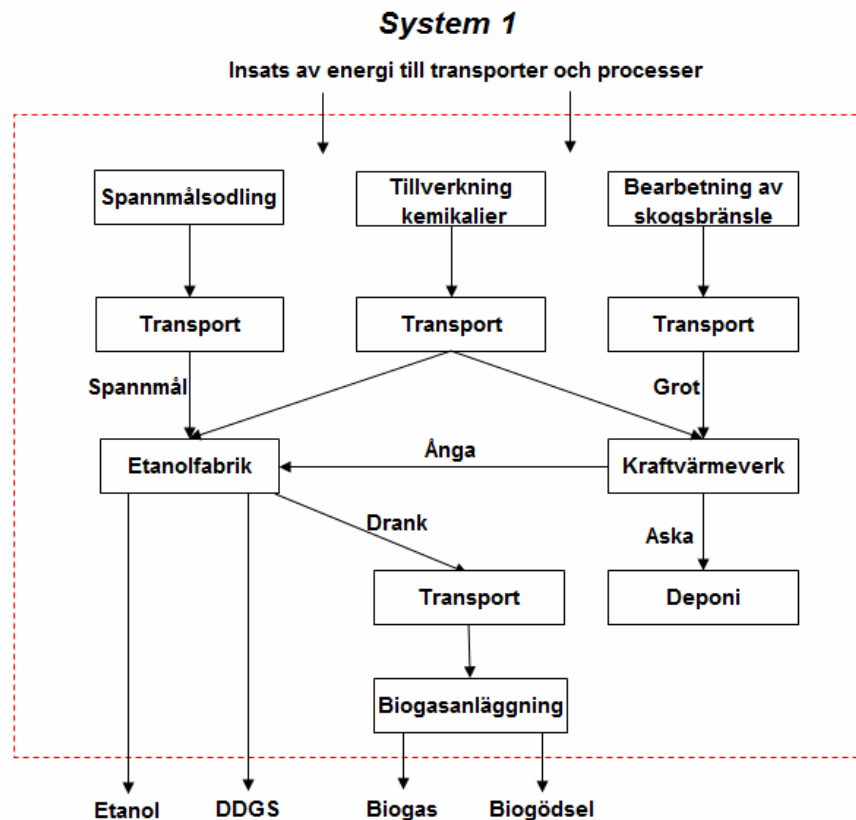 System 1
Insats av energi till transporter och processer
Spannmålsodling
Tillverkning
kemikalier
Bearbetning av
skogsbränsle
Transport
Transport
Transport
Spannmål
Grot
Etanolfabrik
Ånga
Kraftvärmeverk
Drank
Aska
Transport
Deponi
Biogasanläggning
Etanol
DDGS
Biogas
Biogödsel